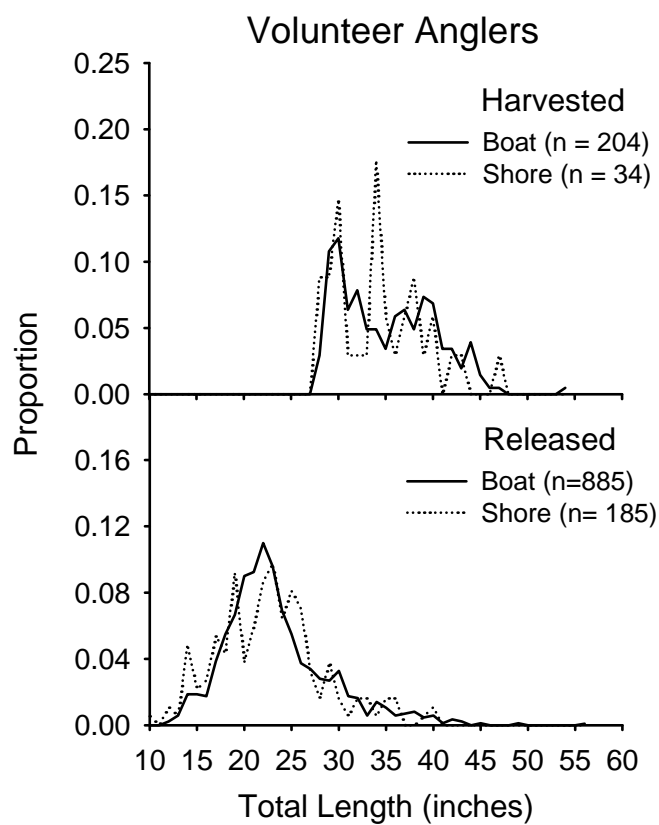 Volunteer Anglers
0.25
0.20
0.15
0.10
0.05
0.00
Harvested
Boat (n = 204)
Shore (n = 34)
Proportion
0.16
0.12
0.08
0.04
0.00
Released
Boat (n=885)
Shore (n= 185)
10 15 20 25 30 35 40 45 50 55 60
Total Length (inches)